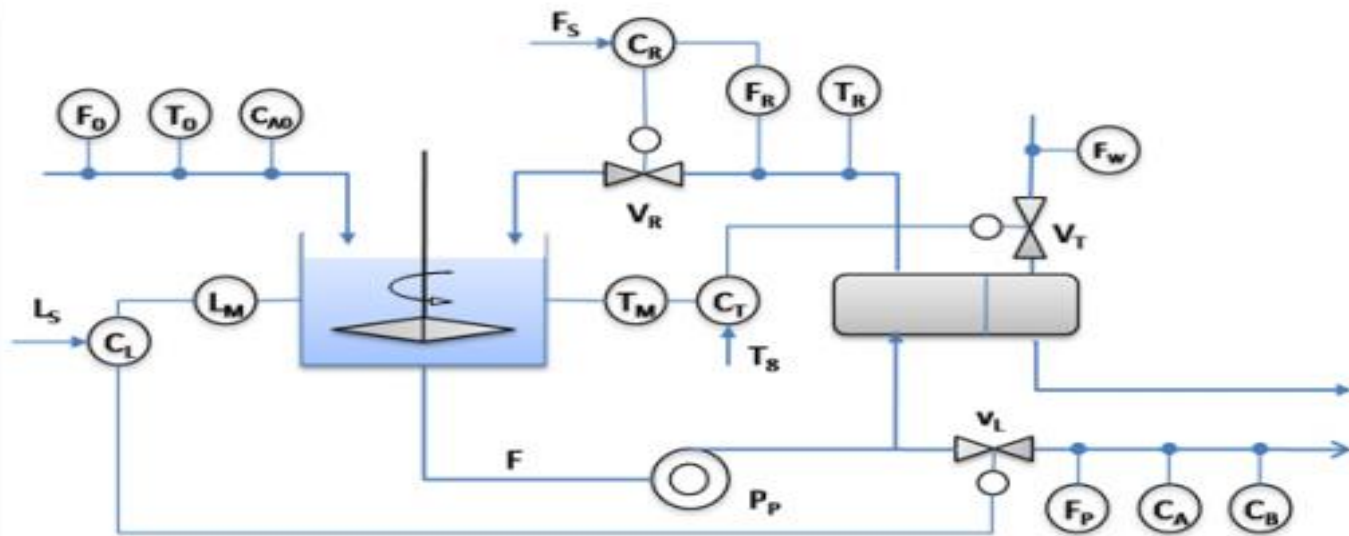 F_S
C_R
F_0
T_0
C_A0
F_R
T_R
F_w
V_R
V_T
L_S
L_M
T_M
C_T
C_L
T_8
v_L
F
P_P
F_P
C_A
C_B